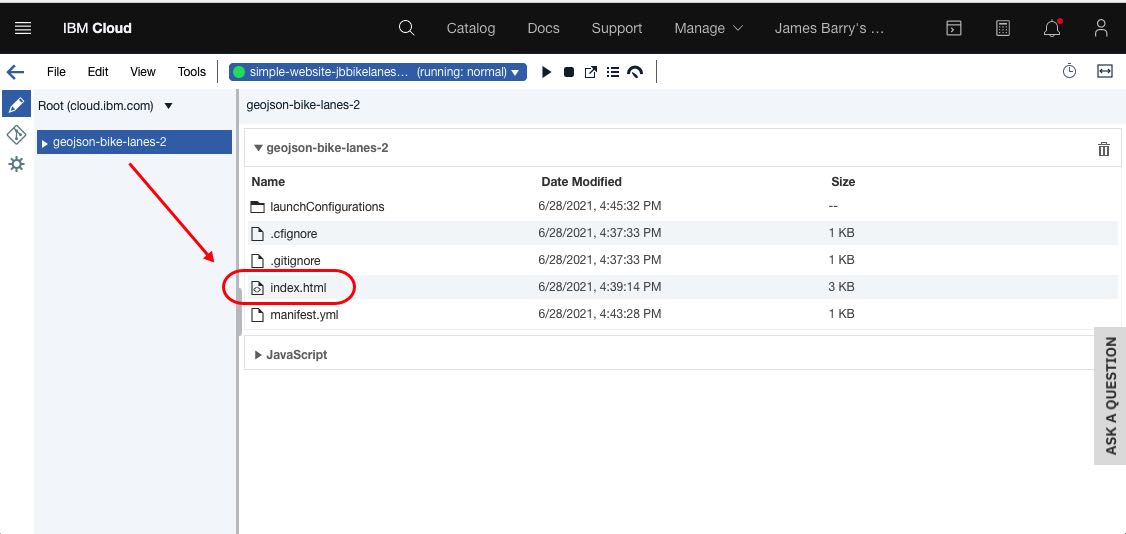 IBM Cloud Catalog Docs Support Manage James Barry's ...
File Edit View Tools simple-website-jbbikelanes... (running: normal)
Root (cloud.ibm.com)
geojson-bike-lanes-2
geojson-bike-lanes-2
geojson-bike-lanes-2
Name Date Modified Size
launchConfigurations 6/28/2021, 4:45:32 PM --
.cfignore 6/28/2021, 4:37:33 PM 1 KB
.gitignore 6/28/2021, 4:37:33 PM 1 KB
index.html 6/28/2021, 4:39:14 PM 3 KB
manifest.yml 6/28/2021, 4:43:28 PM 1 KB
JavaScript
ASK A QUESTION